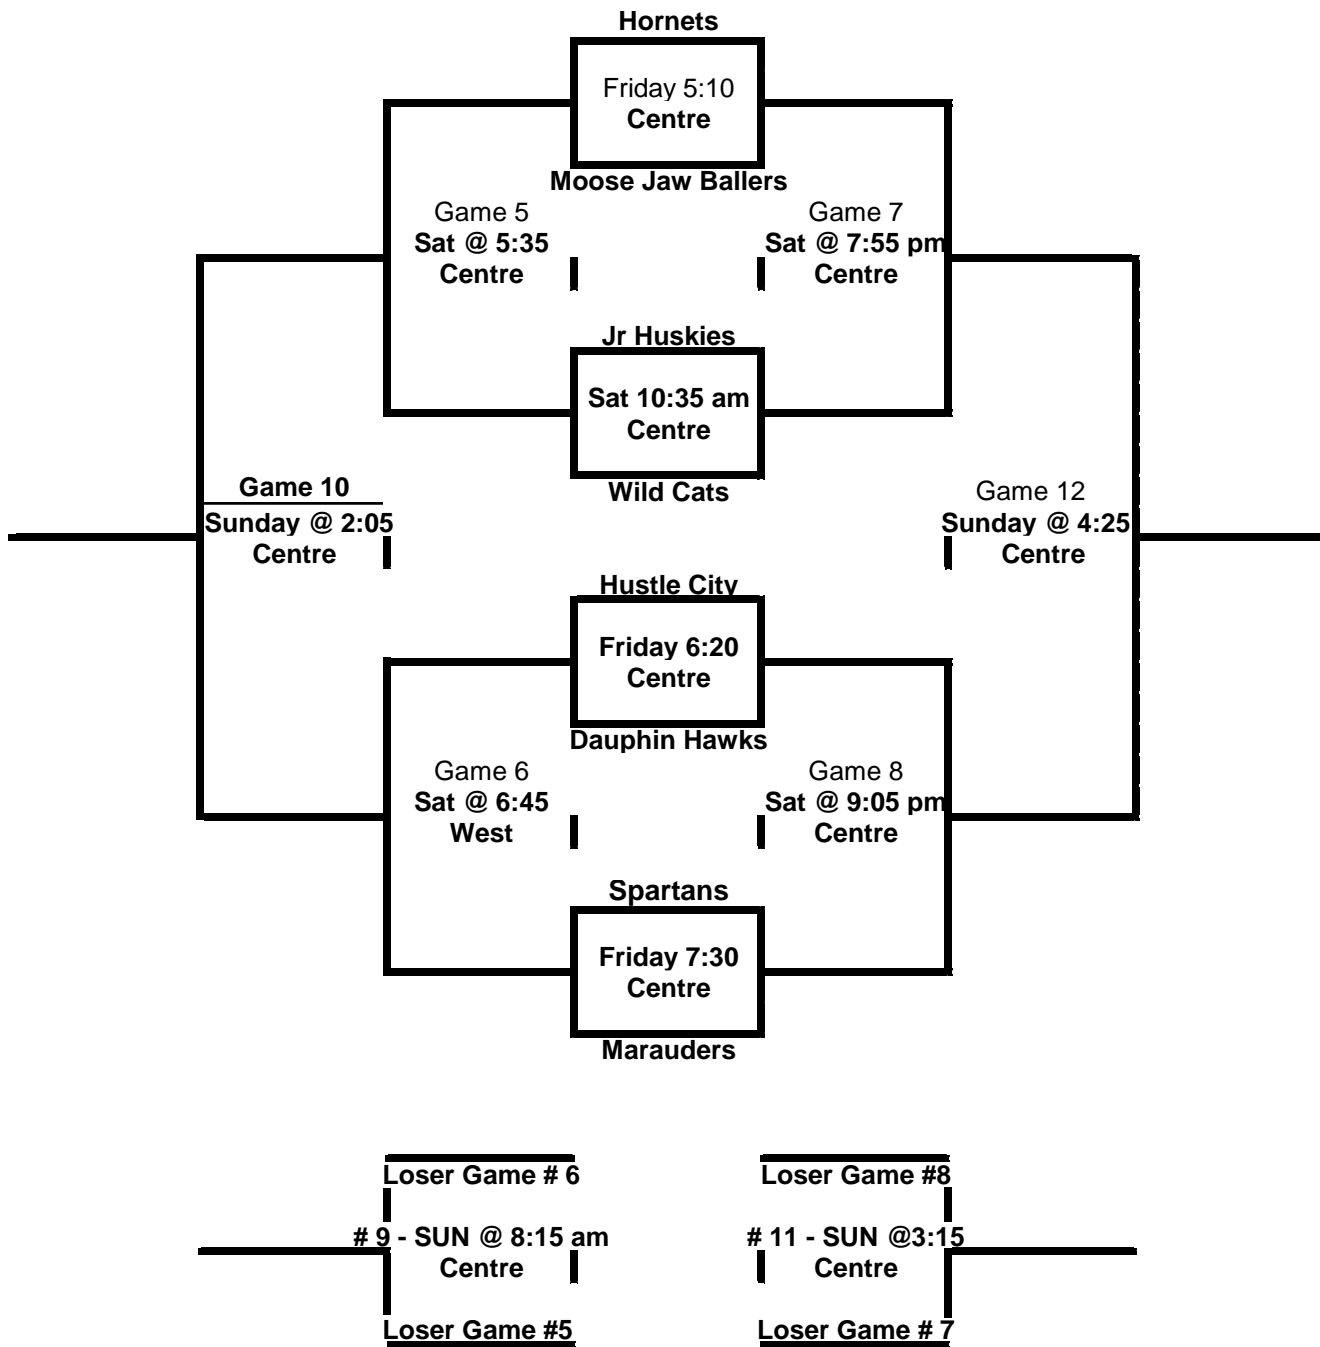 Hornets
Friday 5:10
Centre
Moose Jaw Ballers
Game 5
Sat @ 5:35
Centre
Game 7
Sat @ 7:55 pm
Centre
Jr Huskies
Sat 10:35 am
Centre
Wild Cats
Game 10
Sunday @ 2:05
Centre
Game 12
Sunday @ 4:25
Centre
Hustle City
Friday 6:20
Centre
Dauphin Hawks
Game 6
Sat @ 6:45
West
Game 8
Sat @ 9:05 pm
Centre
Spartans
Friday 7:30
Centre
Marauders
Loser Game # 6
# 9 - SUN @ 8:15 am
Centre
Loser Game #5
Loser Game #8
# 11 - SUN @3:15
Centre
Loser Game # 7